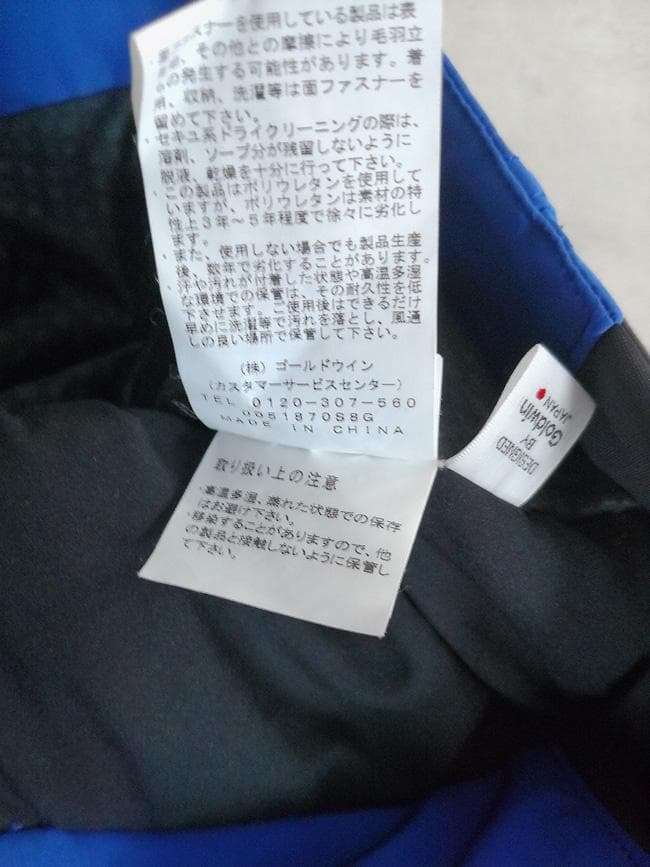 面ファスナーを使用している製品は表
その他との摩擦により毛羽立
の発生する可能性があります。着
用、収納、洗濯等は面ファスナーを
留めて下さい。
・セキユ系ドライクリーニングの際は、
溶剤、ソープ分が残留しないように
脱液、乾燥を十分に行って下さい。
・この製品はポリウレタンを使用して
いますが、ポリウレタンは素材の特
性上3年～5年程度で徐々に劣化し
ます。
・また、使用しない場合でも製品生産
後、数年で劣化することがあります。
・汗や汚れが付着した状態や高温多湿
な環境での保管は、その耐久性を低
下させます。ご使用後はできるだけ
早めに洗濯等で汚れを落とし、風通
しの良い場所で保管して下さい。
(株) ゴールドウイン
(カスタマーサービスセンター)
TEL 0120-307-560
0651870S8G
MADE IN CHINA
取り扱い上の注意
・高温多湿、蒸れた状態での保存
はお避け下さい。
・移染することがありますので、他
の製品と接触しないように保管し
て下さい。
DESIGNED
BY
Goldwin
JAPAN